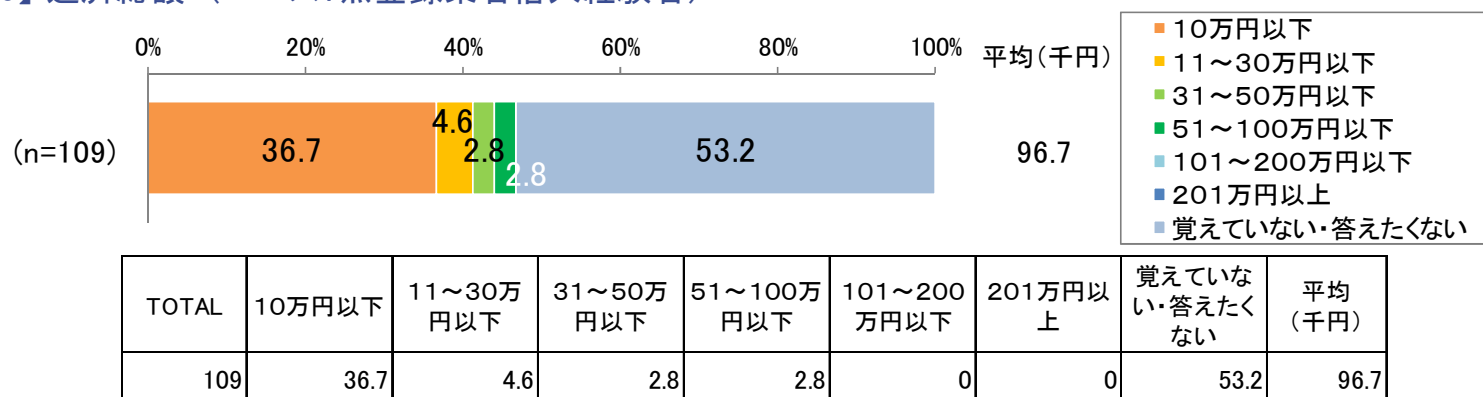 0% 20% 40% 60% 80% 100% 平均(千円)
(n=109) 36.7 4.6 2.8 2.8 53.2 96.7
10万円以下
11~30万円以下
31~50万円以下
51~100万円以下
101~200万円以下
201万円以上
覚えていない・答えたくない
TOTAL 10万円以下 11~30万円以下 31~50万円以下 51~100万円以下 101~200万円以下 201万円以上 覚えていない・答えたくない 平均(千円)
109 36.7 4.6 2.8 2.8 0 0 53.2 96.7